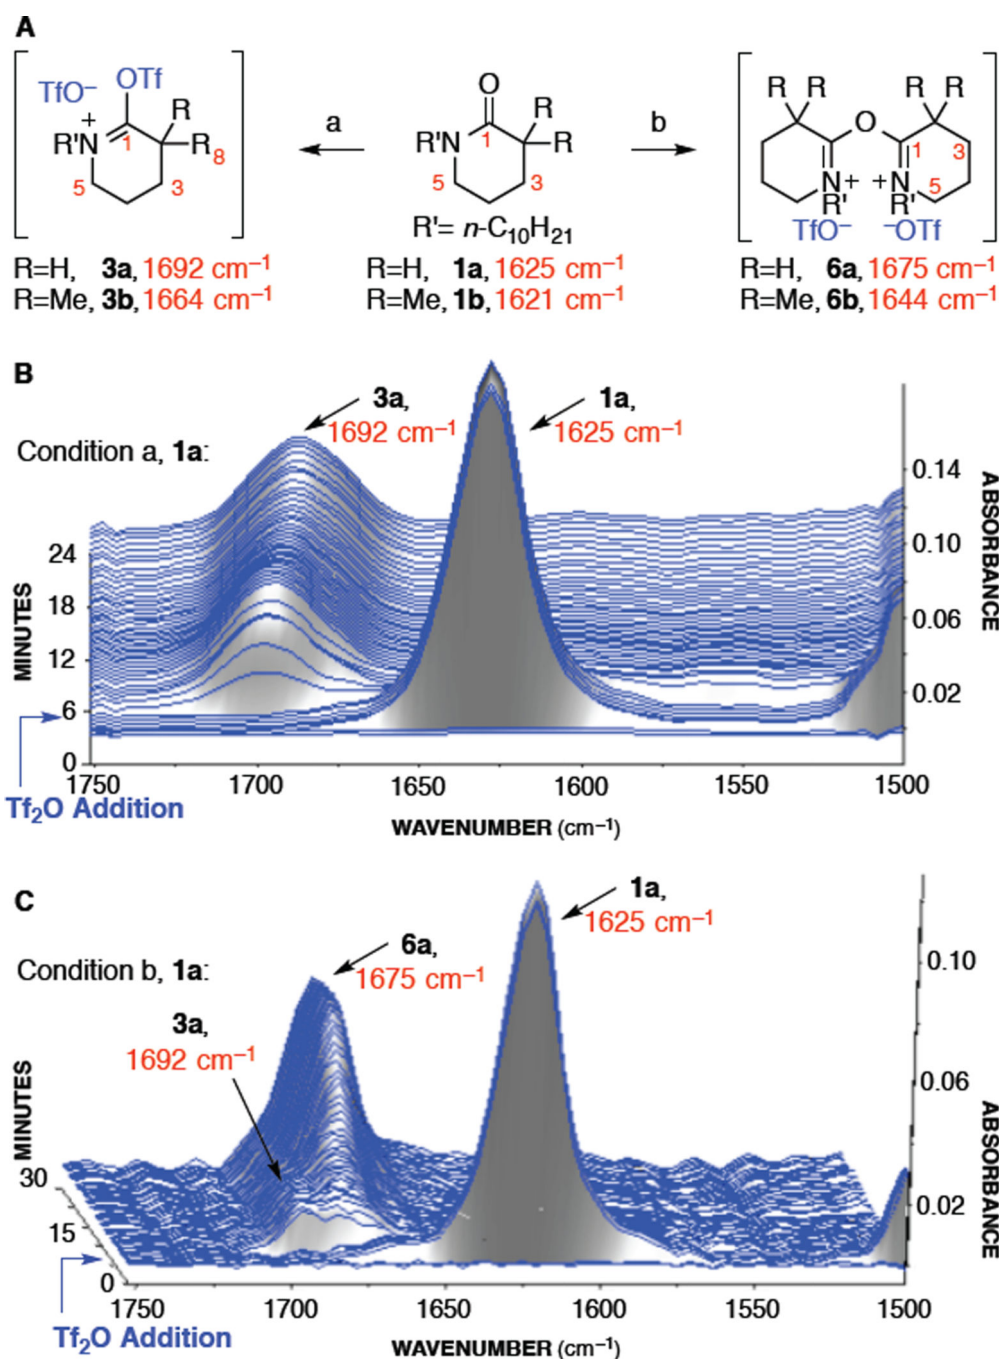 A
TfO⁻ OTf
+
R'N 1 R
R 8
5 3
a
O
R'N 1 R
R
5 3
R'= n-C₁₀H₂₁
b
R R O R R
1 3
N+ +N 5
R' R'
TfO⁻ ⁻OTf
R=H, 3a, 1692 cm⁻¹
R=Me, 3b, 1664 cm⁻¹
R=H, 1a, 1625 cm⁻¹
R=Me, 1b, 1621 cm⁻¹
R=H, 6a, 1675 cm⁻¹
R=Me, 6b, 1644 cm⁻¹
B
Condition a, 1a:
3a,
1692 cm⁻¹
1a,
1625 cm⁻¹
MINUTES
24
18
12
6
0
0.14
0.10
0.06
0.02
ABSORBANCE
1750 1700 1650 1600 1550 1500
Tf₂O Addition
WAVENUMBER (cm⁻¹)
C
Condition b, 1a:
1a,
1625 cm⁻¹
6a,
1675 cm⁻¹
3a,
1692 cm⁻¹
MINUTES
30
15
0
0.10
0.06
0.02
ABSORBANCE
1750 1700 1650 1600 1550 1500
Tf₂O Addition
WAVENUMBER (cm⁻¹)